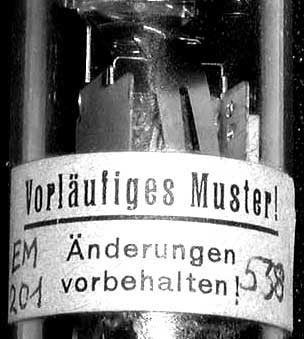 Vorläufiges Muster!
EM Änderungen
201 vorbehalten! 538